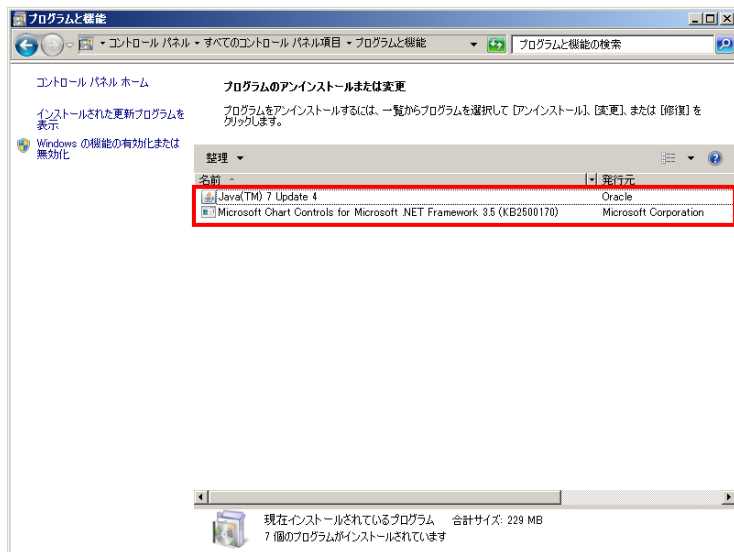 プログラムと機能
コントロール パネル ▾ すべてのコントロール パネル項目 ▾ プログラムと機能
プログラムと機能の検索
コントロール パネル ホーム
インストールされた更新プログラムを
表示
Windows の機能の有効化または
無効化
プログラムのアンインストールまたは変更
プログラムをアンインストールするには、一覧からプログラムを選択して [アンインストール]、[変更]、または [修復] を
クリックします。
整理 ▾
名前 発行元
Java(TM) 7 Update 4 Oracle
Microsoft Chart Controls for Microsoft .NET Framework 3.5 (KB2500170) Microsoft Corporation
現在インストールされているプログラム 合計サイズ: 229 MB
7 個のプログラムがインストールされています